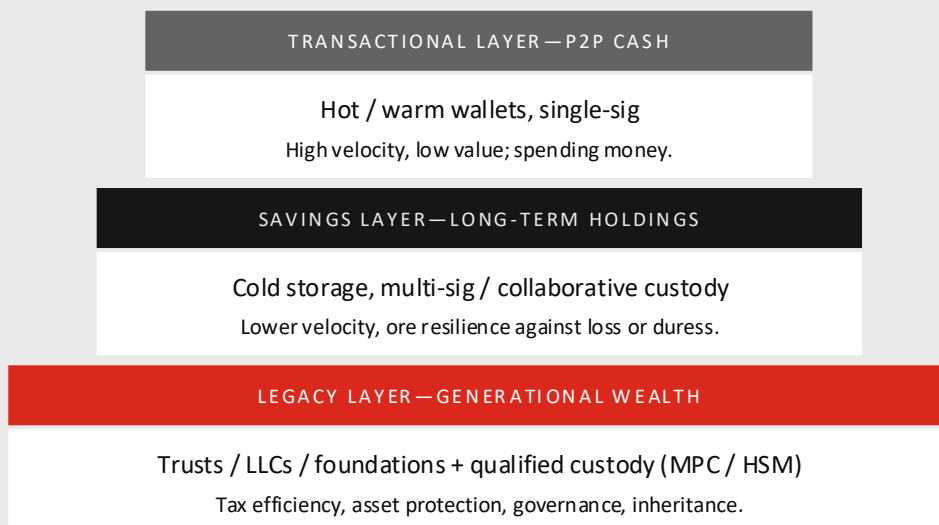 TRANSACTIONAL LAYER—P2P CASH
Hot / warm wallets, single-sig
High velocity, low value; spending money.
SAVINGS LAYER—LONG-TERM HOLDINGS
Cold storage, multi-sig / collaborative custody
Lower velocity, ore resilience against loss or duress.
LEGACY LAYER—GENERATIONAL WEALTH
Trusts / LLCs / foundations + qualified custody (MPC / HSM)
Tax efficiency, asset protection, governance, inheritance.